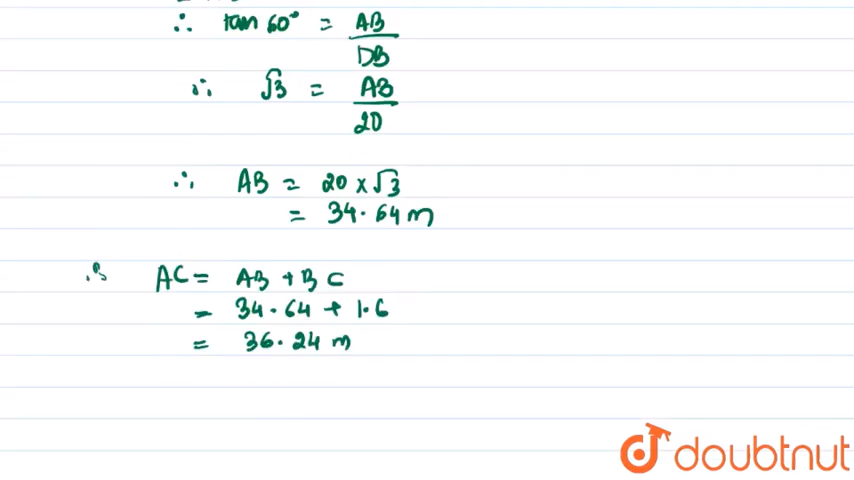 ∴ tan 60° = AB/DB
∴ √3 = AB/20
∴ AB = 20 × √3
= 34.64 m
AC = AB + BC
= 34.64 + 1.6
= 36.24 m
doubtnut